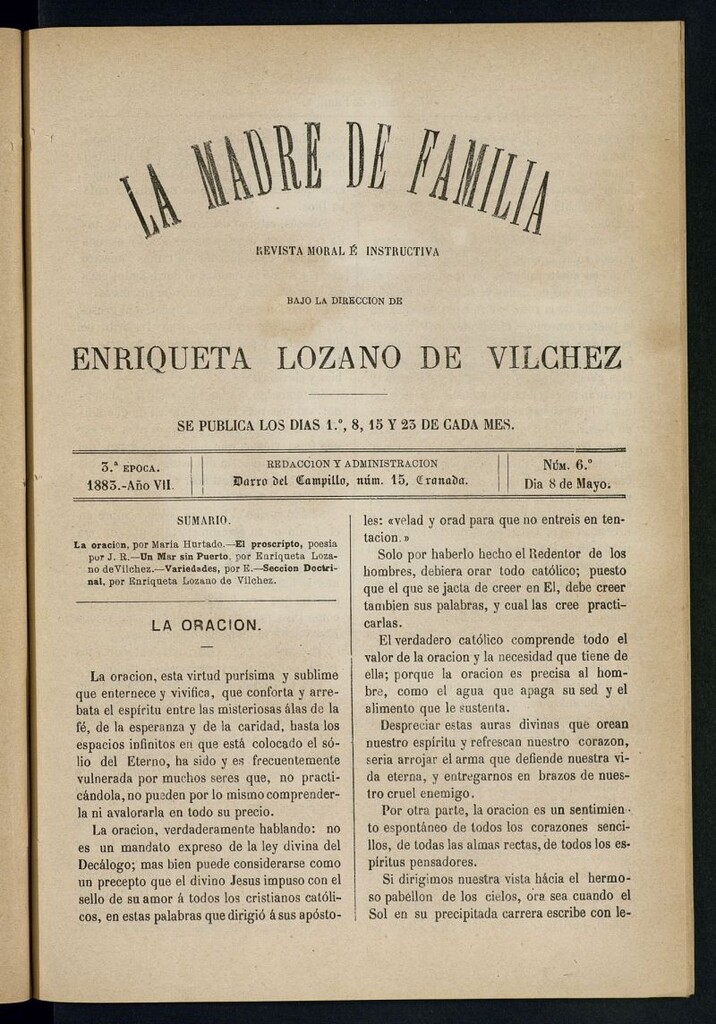 LA MADRE DE FAMILIA
REVISTA MORAL É INSTRUCTIVA
BAJO LA DIRECCION DE
ENRIQUETA LOZANO DE VILCHEZ
SE PUBLICA LOS DIAS 1.º, 8, 15 Y 23 DE CADA MES.
3.ª EPOCA.
1883.-Año VII.
REDACCION Y ADMINISTRACION
Darro del Campillo, núm. 15, Granada.
Núm. 6.º
Dia 8 de Mayo.
SUMARIO.
La oracion, por Maria Hurtado.—El proscripto, poesia
por J. R.—Un Mar sin Puerto, por Enriqueta Loza-
no de Vilchez.—Variedades, por E.—Seccion Doctri-
nal, por Enriqueta Lozano de Vilchez.
LA ORACION.
La oracion, esta virtud purísima y sublime
que enternece y vivifica, que conforta y arre-
bata el espíritu entre las misteriosas álas de la
fé, de la esperanza y de la caridad, hasta los
espacios infinitos en que está colocado el só-
lio del Eterno, ha sido y es frecuentemente
vulnerada por muchos seres que, no practi-
cándola, no pueden por lo mismo comprender-
la ni avalorarla en todo su precio.
La oracion, verdaderamente hablando: no
es un mandato expreso de la ley divina del
Decálogo; mas bien puede considerarse como
un precepto que el divino Jesus impuso con el
sello de su amor á todos los cristianos católi-
cos, en estas palabras que dirigió á sus apósto-
les: «velad y orad para que no entreis en ten-
tacion.»
Solo por haberlo hecho el Redentor de los
hombres, debiera orar todo católico; puesto
que el que se jacta de creer en El, debe creer
tambien sus palabras, y cual las cree practi-
carlas.
El verdadero católico comprende todo el
valor de la oracion y la necesidad que tiene de
ella; porque la oracion es precisa al hom-
bre, como el agua que apaga su sed y el
alimento que le sustenta.
Despreciar estas auras divinas que orean
nuestro espíritu y refrescan nuestro corazon,
seria arrojar el arma que defiende nuestra vi-
da eterna, y entregarnos en brazos de nues-
tro cruel enemigo.
Por otra parte, la oracion es un sentimien-
to espontáneo de todos los corazones senci-
llos, de todas las almas rectas, de todos los es-
píritus pensadores.
Si dirigimos nuestra vista hácia el hermo-
so pabellon de los cielos, ora sea cuando el
Sol en su precipitada carrera escribe con le-